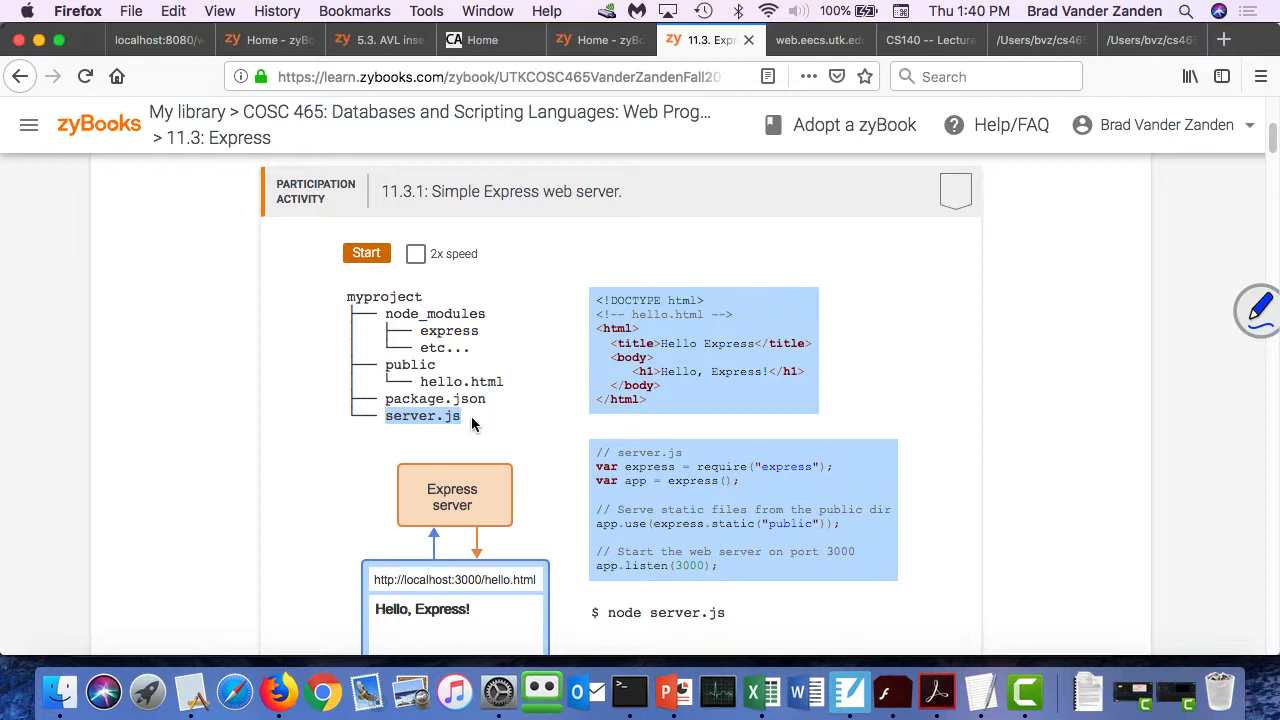 Firefox File Edit View History Bookmarks Tools Window Help 100% Thu 1:40 PM Brad Vander Zanden
localhost:8080/w Home - zyBo 5.3. AVL inse Home Home - zyBo 11.3. Expr web.eecs.utk.ed CS140 -- Lecture /Users/bvz/cs46 /Users/bvz/cs46
https://learn.zybooks.com/zybook/UTKCOSC465VanderZandenFall20 Search
zyBooks My library > COSC 465: Databases and Scripting Languages: Web Prog...
> 11.3: Express
Adopt a zyBook Help/FAQ Brad Vander Zanden
PARTICIPATION
ACTIVITY
11.3.1: Simple Express web server.
Start 2x speed
myproject
node_modules
express
etc...
public
hello.html
package.json
server.js
<!DOCTYPE html>
<!-- hello.html -->
<html>
<title>Hello Express</title>
<body>
<h1>Hello, Express!</h1>
</body>
</html>
// server.js
var express = require("express");
var app = express();
// Serve static files from the public dir
app.use(express.static("public"));
// Start the web server on port 3000
app.listen(3000);
Express
server
http://localhost:3000/hello.html
Hello, Express!
$ node server.js